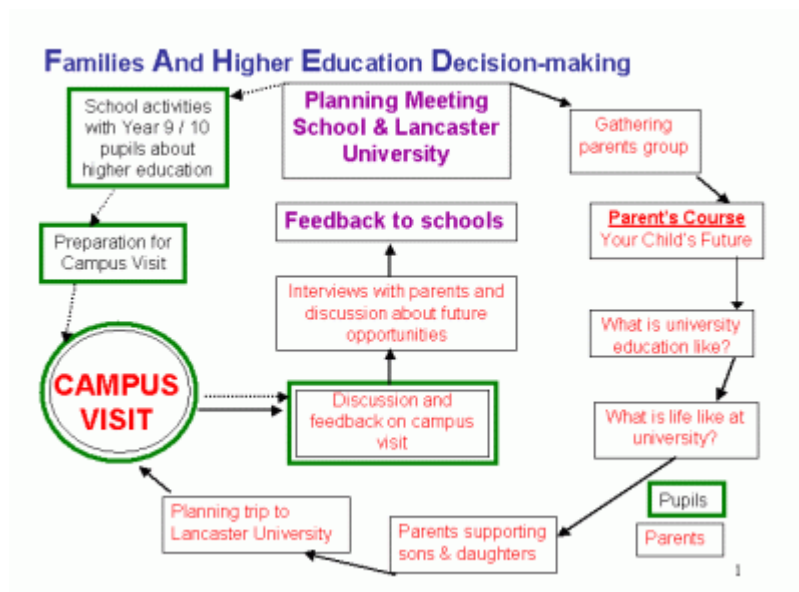 Families And Higher Education Decision-making
School activities
with Year 9 / 10
pupils about
higher education
Planning Meeting
School & Lancaster
University
Gathering
parents group
Parent's Course
Your Child's Future
Feedback to schools
Preparation for
Campus Visit
Interviews with parents and
discussion about future
opportunities
What is university
education like?
CAMPUS
VISIT
Discussion and
feedback on campus
visit
What is life like at
university?
Planning trip to
Lancaster University
Parents supporting
sons & daughters
Pupils
Parents
1